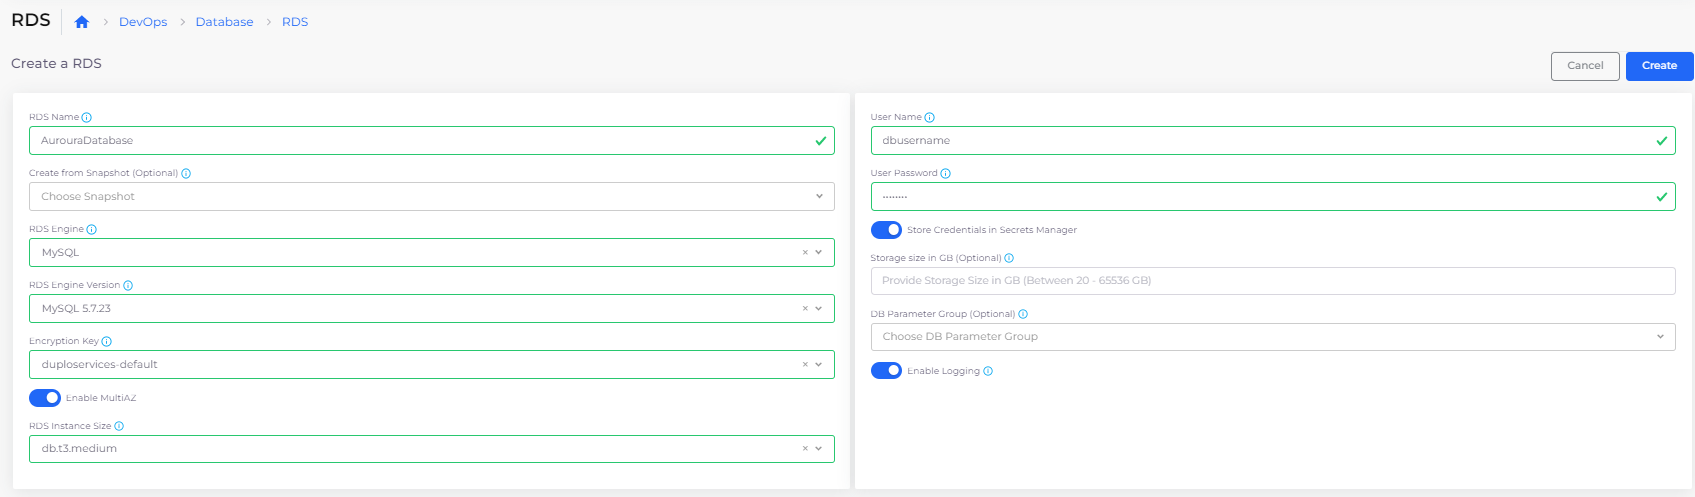 RDS DevOps Database RDS
Create a RDS
Cancel Create
RDS Name
AurouraDatabase
Create from Snapshot (Optional)
Choose Snapshot
RDS Engine
MySQL
RDS Engine Version
MySQL 5.7.23
Encryption Key
duploservices-default
Enable MultiAZ
RDS Instance Size
db.t3.medium
User Name
dbusername
User Password
········
Store Credentials in Secrets Manager
Storage size in GB (Optional)
Provide Storage Size in GB (Between 20 - 65536 GB)
DB Parameter Group (Optional)
Choose DB Parameter Group
Enable Logging